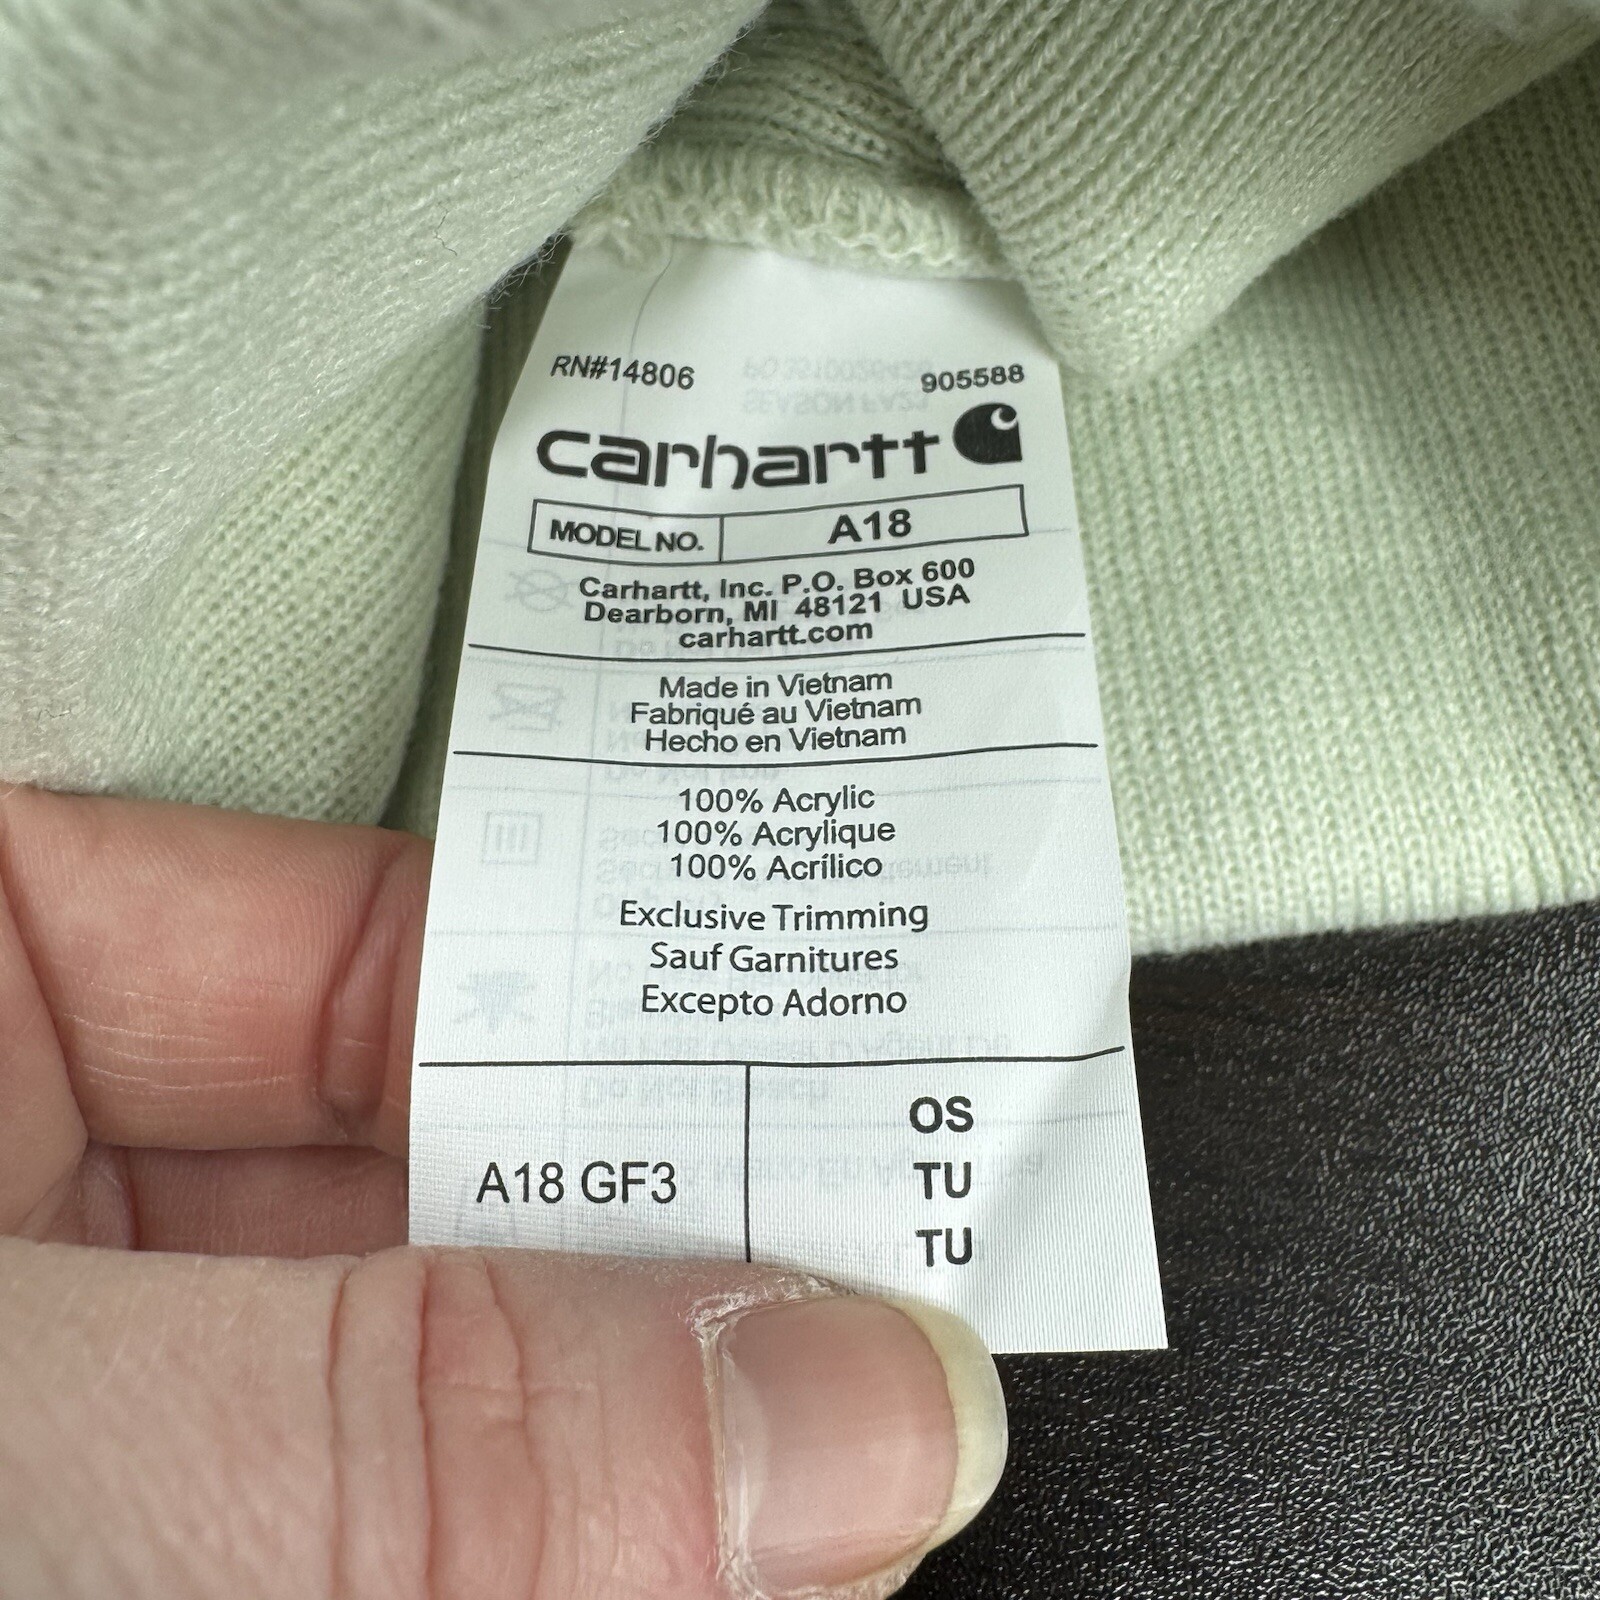 RN#14806
905588
carhartt
MODEL NO. A18
Carhartt, Inc. P.O. Box 600
Dearborn, MI 48121 USA
carhartt.com
Made in Vietnam
Fabriqué au Vietnam
Hecho en Vietnam
100% Acrylic
100% Acrylique
100% Acrílico
Exclusive Trimming
Sauf Garnitures
Excepto Adorno
A18 GF3
OS
TU
TU